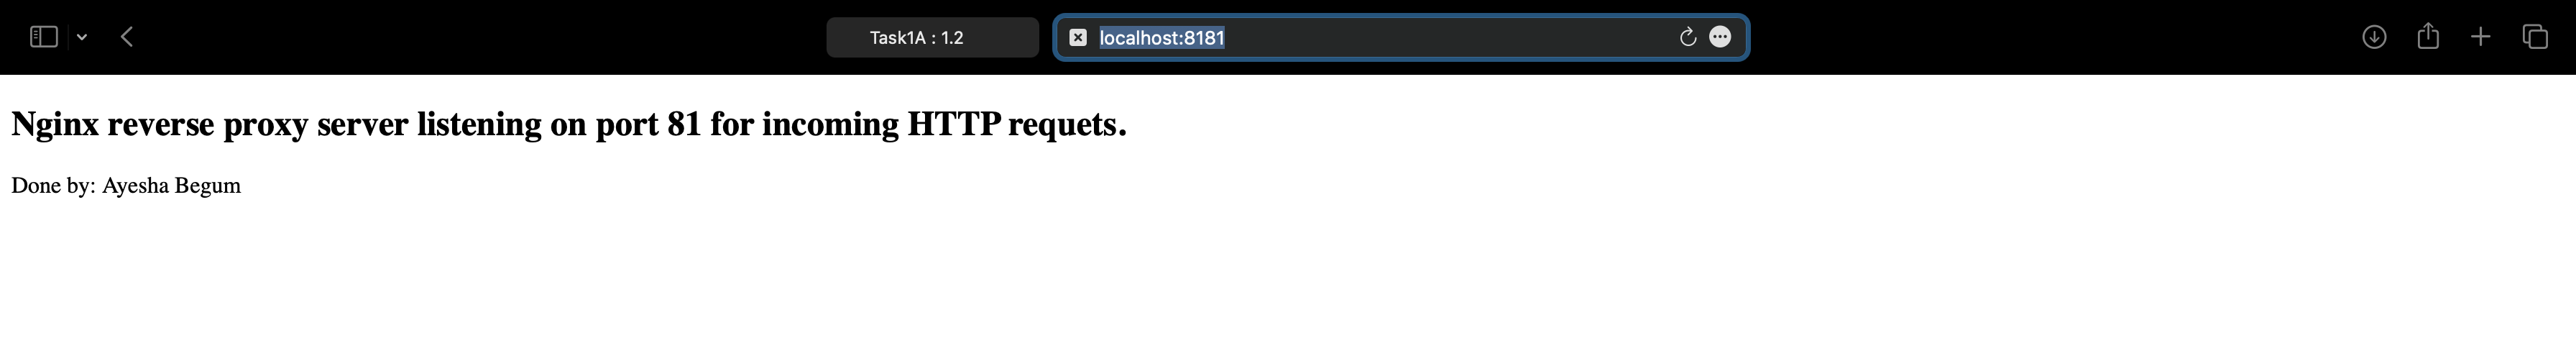 Task1A : 1.2
localhost:8181
Nginx reverse proxy server listening on port 81 for incoming HTTP requets.
Done by: Ayesha Begum